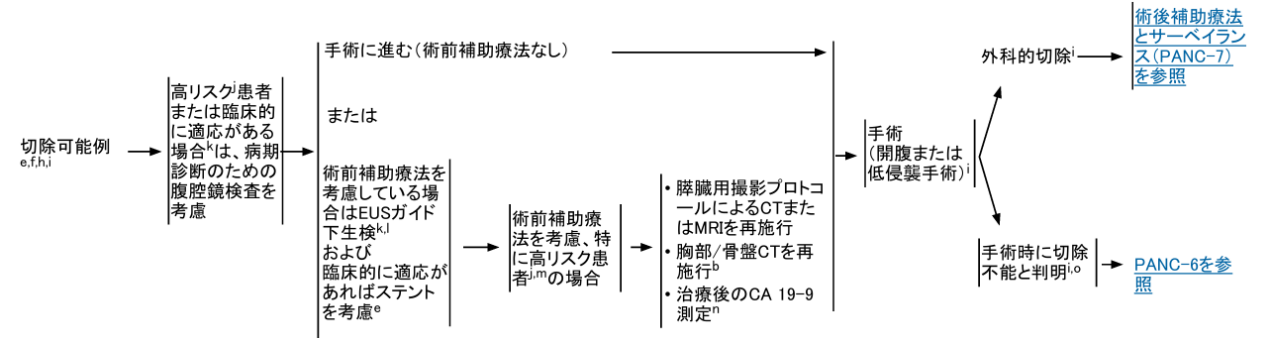 切除可能例
e,f,h,i
高リスクj患者
または臨床的
に適応がある
場合kは、病期
診断のための
腹腔鏡検査を
考慮
手術に進む（術前補助療法なし）
または
術前補助療法を
考慮している場
合はEUSガイド
下生検k,l
および
臨床的に適応が
あればステント
を考慮e
術前補助療
法を考慮、特
に高リスク患
者j,mの場合
• 膵臓用撮影プロトコ
ールによるCTまた
はMRIを再施行
• 胸部/骨盤CTを再
施行b
• 治療後のCA 19-9
測定n
手術
（開腹または
低侵襲手術）i
外科的切除i
術後補助療法
とサーベイラン
ス（PANC-7）
を参照
手術時に切除
不能と判明i,o
PANC-6を参
照